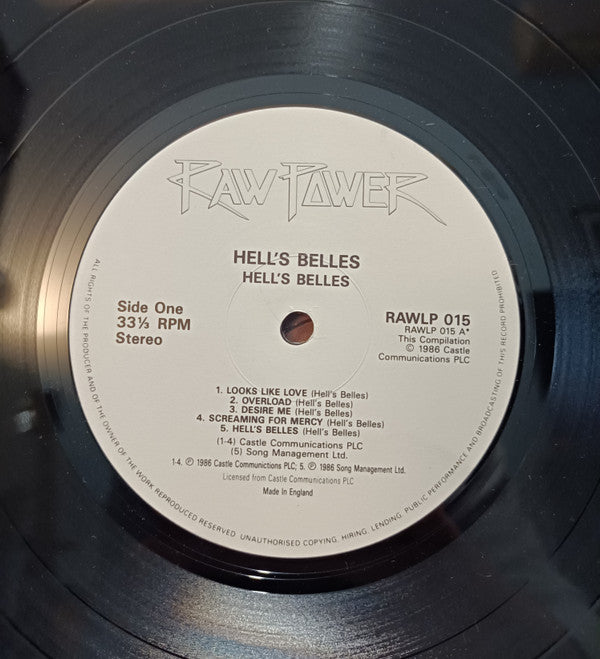 RAW POWER
HELL'S BELLES
HELL'S BELLES
Side One
33⅓ RPM
Stereo
RAWLP 015
RAWLP 015 A*
This Compilation
© 1986 Castle
Communications PLC
1. LOOKS LIKE LOVE (Hell's Belles)
2. OVERLOAD (Hell's Belles)
3. DESIRE ME (Hell's Belles)
4. SCREAMING FOR MERCY (Hell's Belles)
5. HELL'S BELLES (Hell's Belles)
(1-4) Castle Communications PLC
(5) Song Management Ltd.
1-4. ℗ 1986 Castle Communictions PLC; 5. ℗ 1986 Song Management Ltd.
Licensed from Castle Communications PLC
Made in England
ALL RIGHTS OF THE PRODUCER AND OF THE OWNER OF THE WORK REPRODUCED RESERVED. UNAUTHORISED COPYING, HIRING, LENDING, PUBLIC PERFORMANCE AND BROADCASTING OF THIS RECORD PROHIBITED